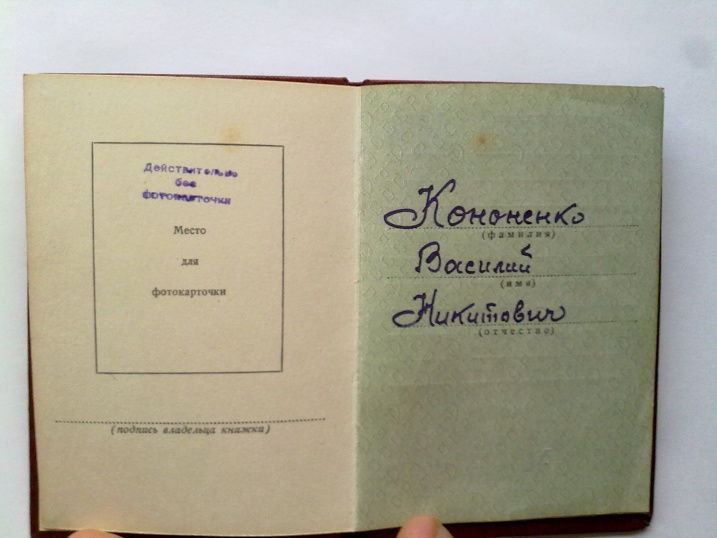 Действительно
без
фотокарточки
Место
для
фотокарточки
(подпись владельца книжки)
Кононенко
(фамилия)
Василий
(имя)
Никитович
(отчество)